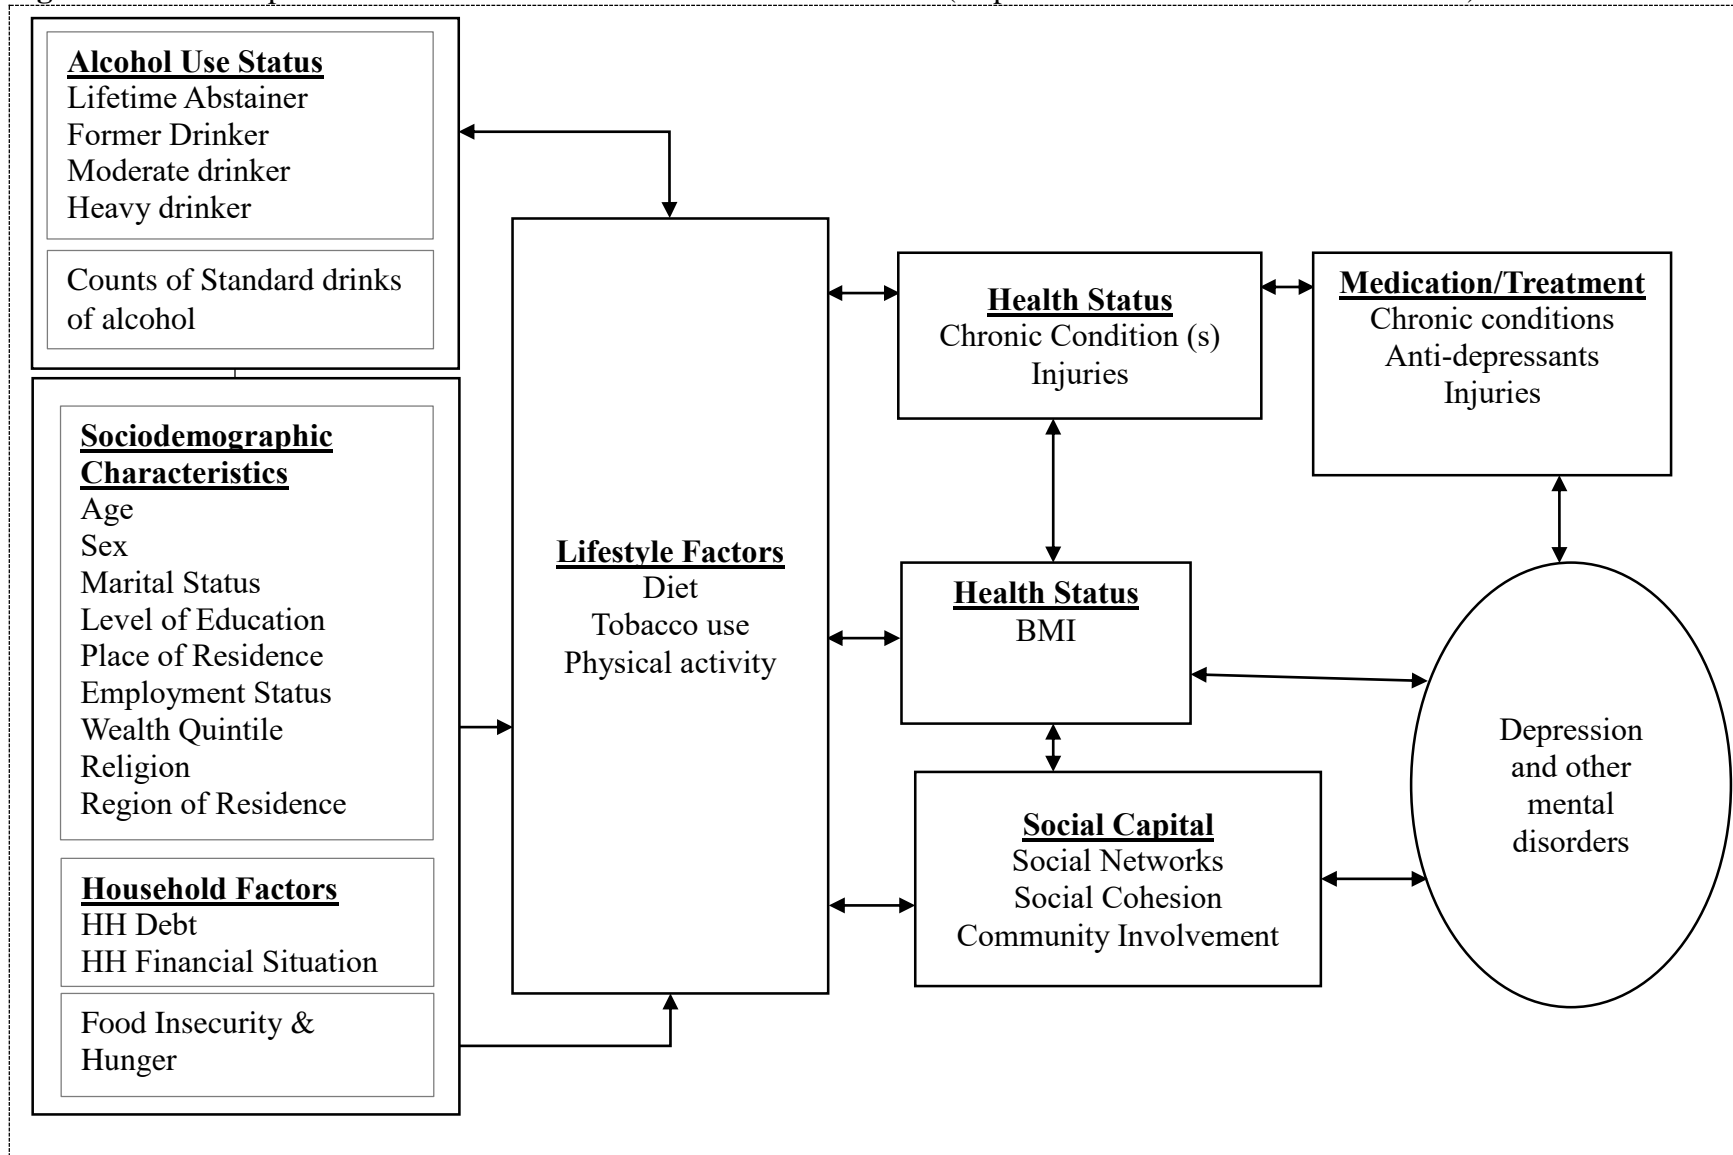 Alcohol Use Status
Lifetime Abstainer
Former Drinker
Moderate drinker
Heavy drinker
Counts of Standard drinks
of alcohol
Sociodemographic
Characteristics
Age
Sex
Marital Status
Level of Education
Place of Residence
Employment Status
Wealth Quintile
Religion
Region of Residence
Household Factors
HH Debt
HH Financial Situation
Food Insecurity &
Hunger
Lifestyle Factors
Diet
Tobacco use
Physical activity
Health Status
Chronic Condition (s)
Injuries
Medication/Treatment
Chronic conditions
Anti-depressants
Injuries
Health Status
BMI
Social Capital
Social Networks
Social Cohesion
Community Involvement
Depression
and other
mental
disorders